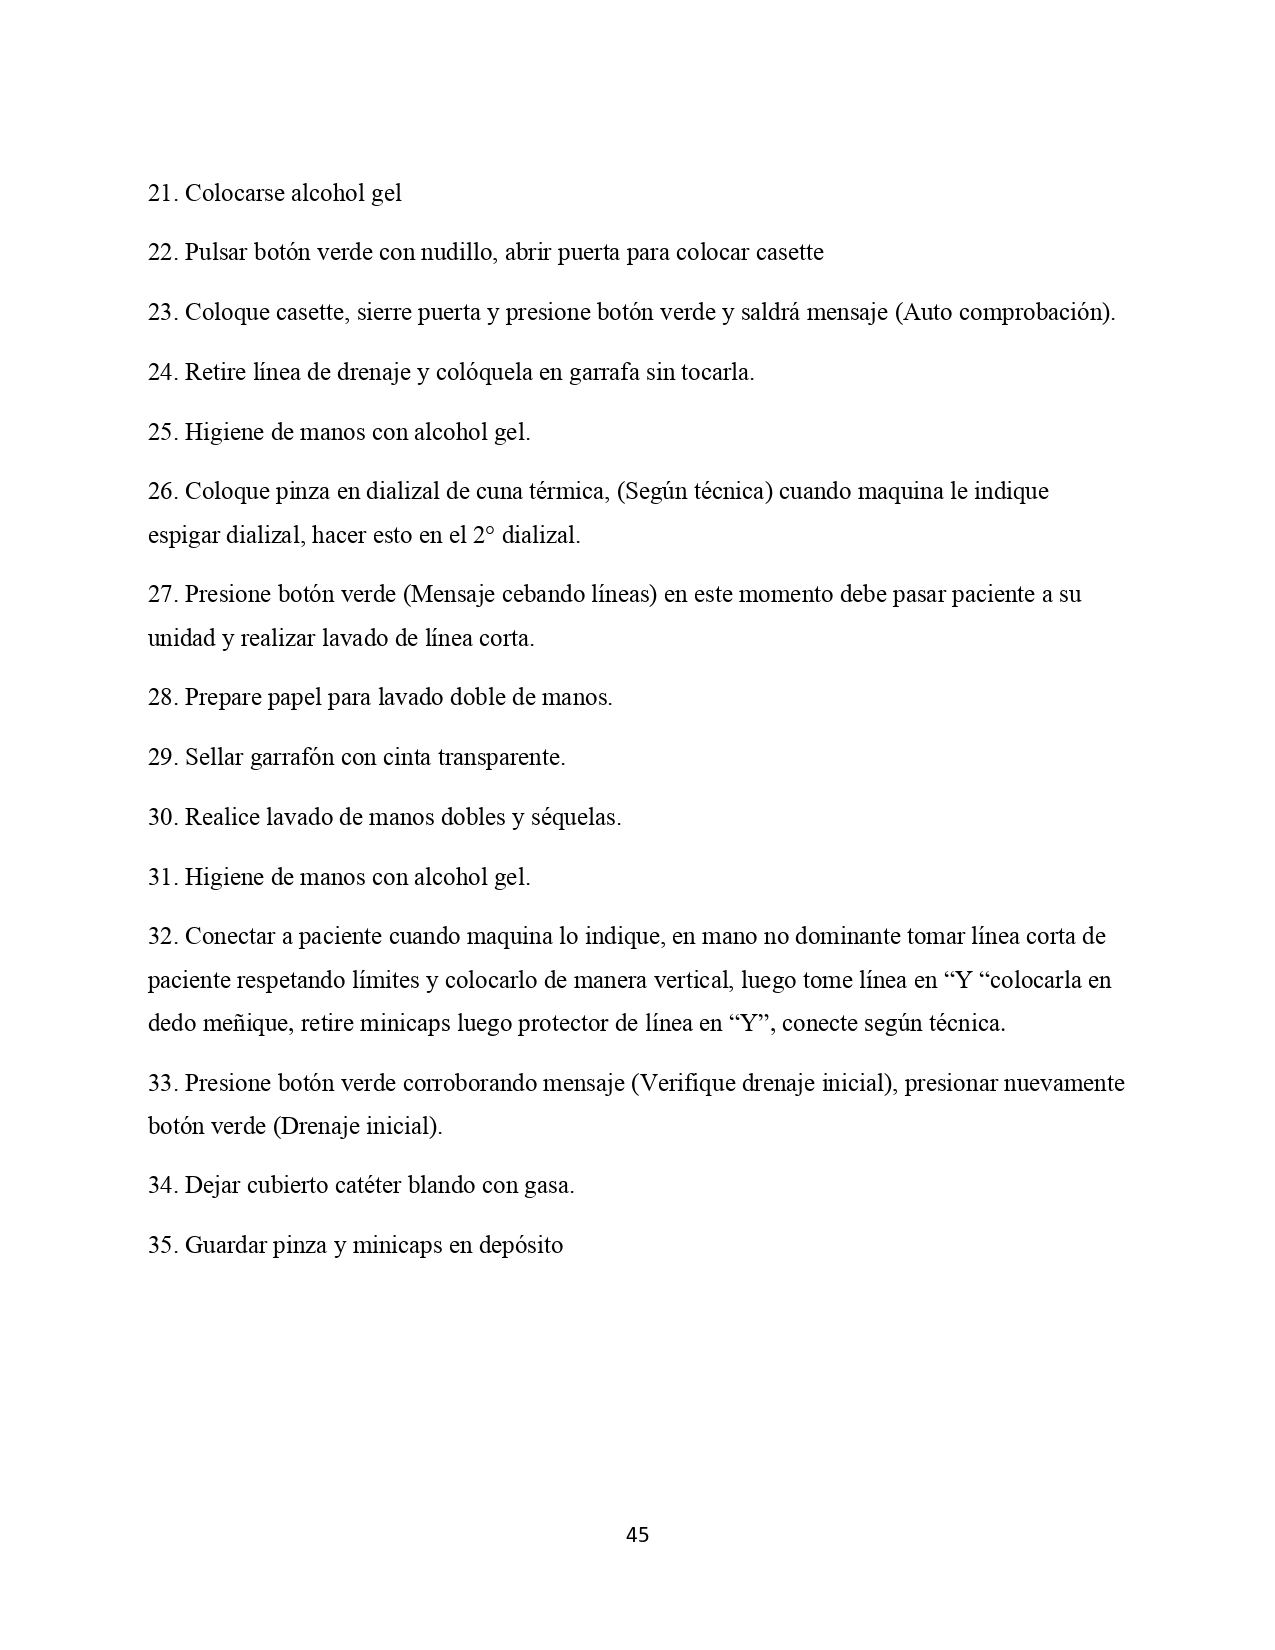 21. Colocarse alcohol gel
22. Pulsar botón verde con nudillo, abrir puerta para colocar casette
23. Coloque casette, sierre puerta y presione botón verde y saldrá mensaje (Auto comprobación).
24. Retire línea de drenaje y colóquela en garrafa sin tocarla.
25. Higiene de manos con alcohol gel.
26. Coloque pinza en dializal de cuna térmica, (Según técnica) cuando maquina le indique
espigar dializal, hacer esto en el 2° dializal.
27. Presione botón verde (Mensaje cebando líneas) en este momento debe pasar paciente a su
unidad y realizar lavado de línea corta.
28. Prepare papel para lavado doble de manos.
29. Sellar garrafón con cinta transparente.
30. Realice lavado de manos dobles y séquelas.
31. Higiene de manos con alcohol gel.
32. Conectar a paciente cuando maquina lo indique, en mano no dominante tomar línea corta de
paciente respetando límites y colocarlo de manera vertical, luego tome línea en “Y “colocarla en
dedo meñique, retire minicaps luego protector de línea en “Y”, conecte según técnica.
33. Presione botón verde corroborando mensaje (Verifique drenaje inicial), presionar nuevamente
botón verde (Drenaje inicial).
34. Dejar cubierto catéter blando con gasa.
35. Guardar pinza y minicaps en depósito
45